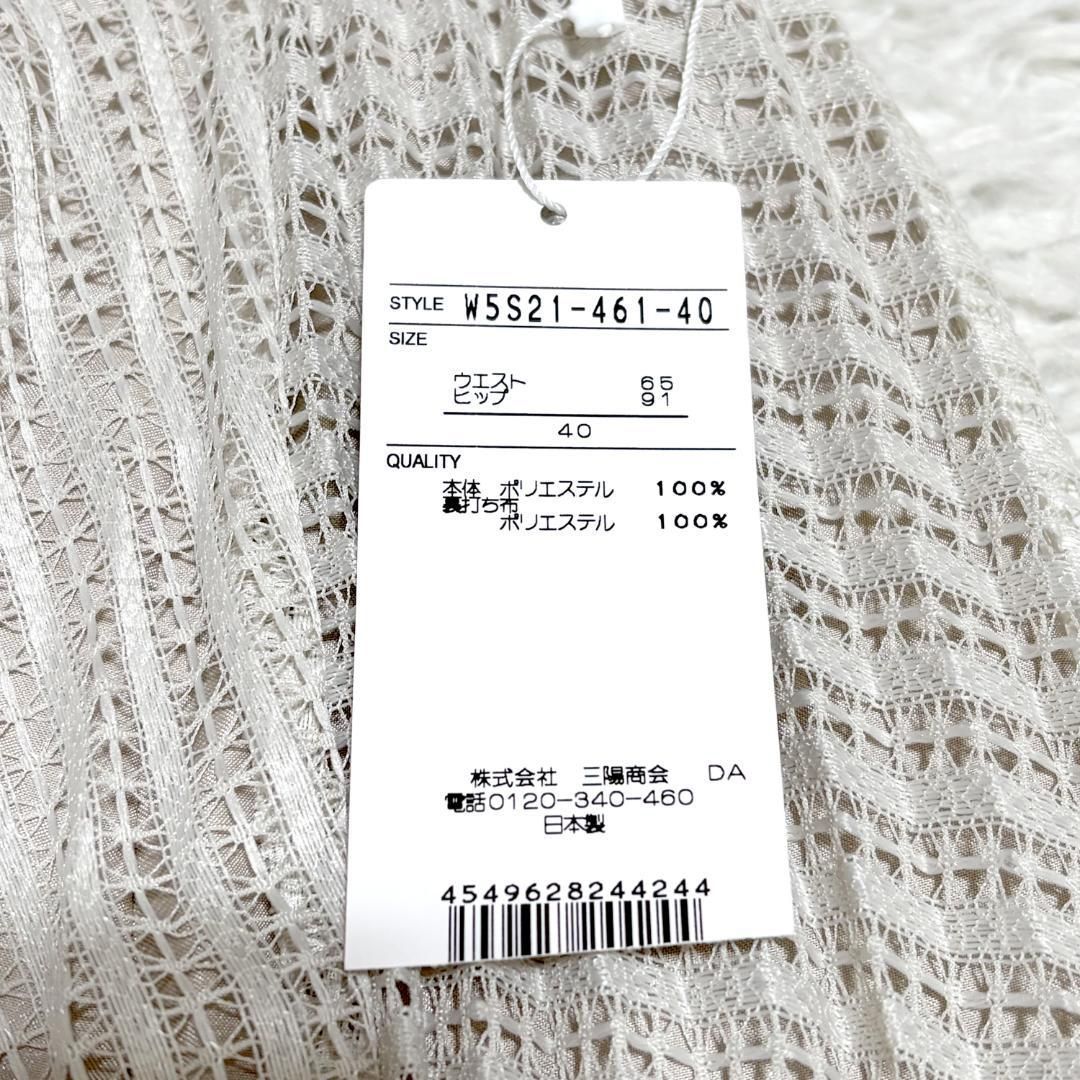 STYLE W5S21-461-40
SIZE
ウエスト 65
ヒップ 91
40
QUALITY
本体 ポリエステル 100%
裏打ち布
ポリエステル 100%
株式会社 三陽商会 DA
電話0120-340-460
日本製
4549628244244